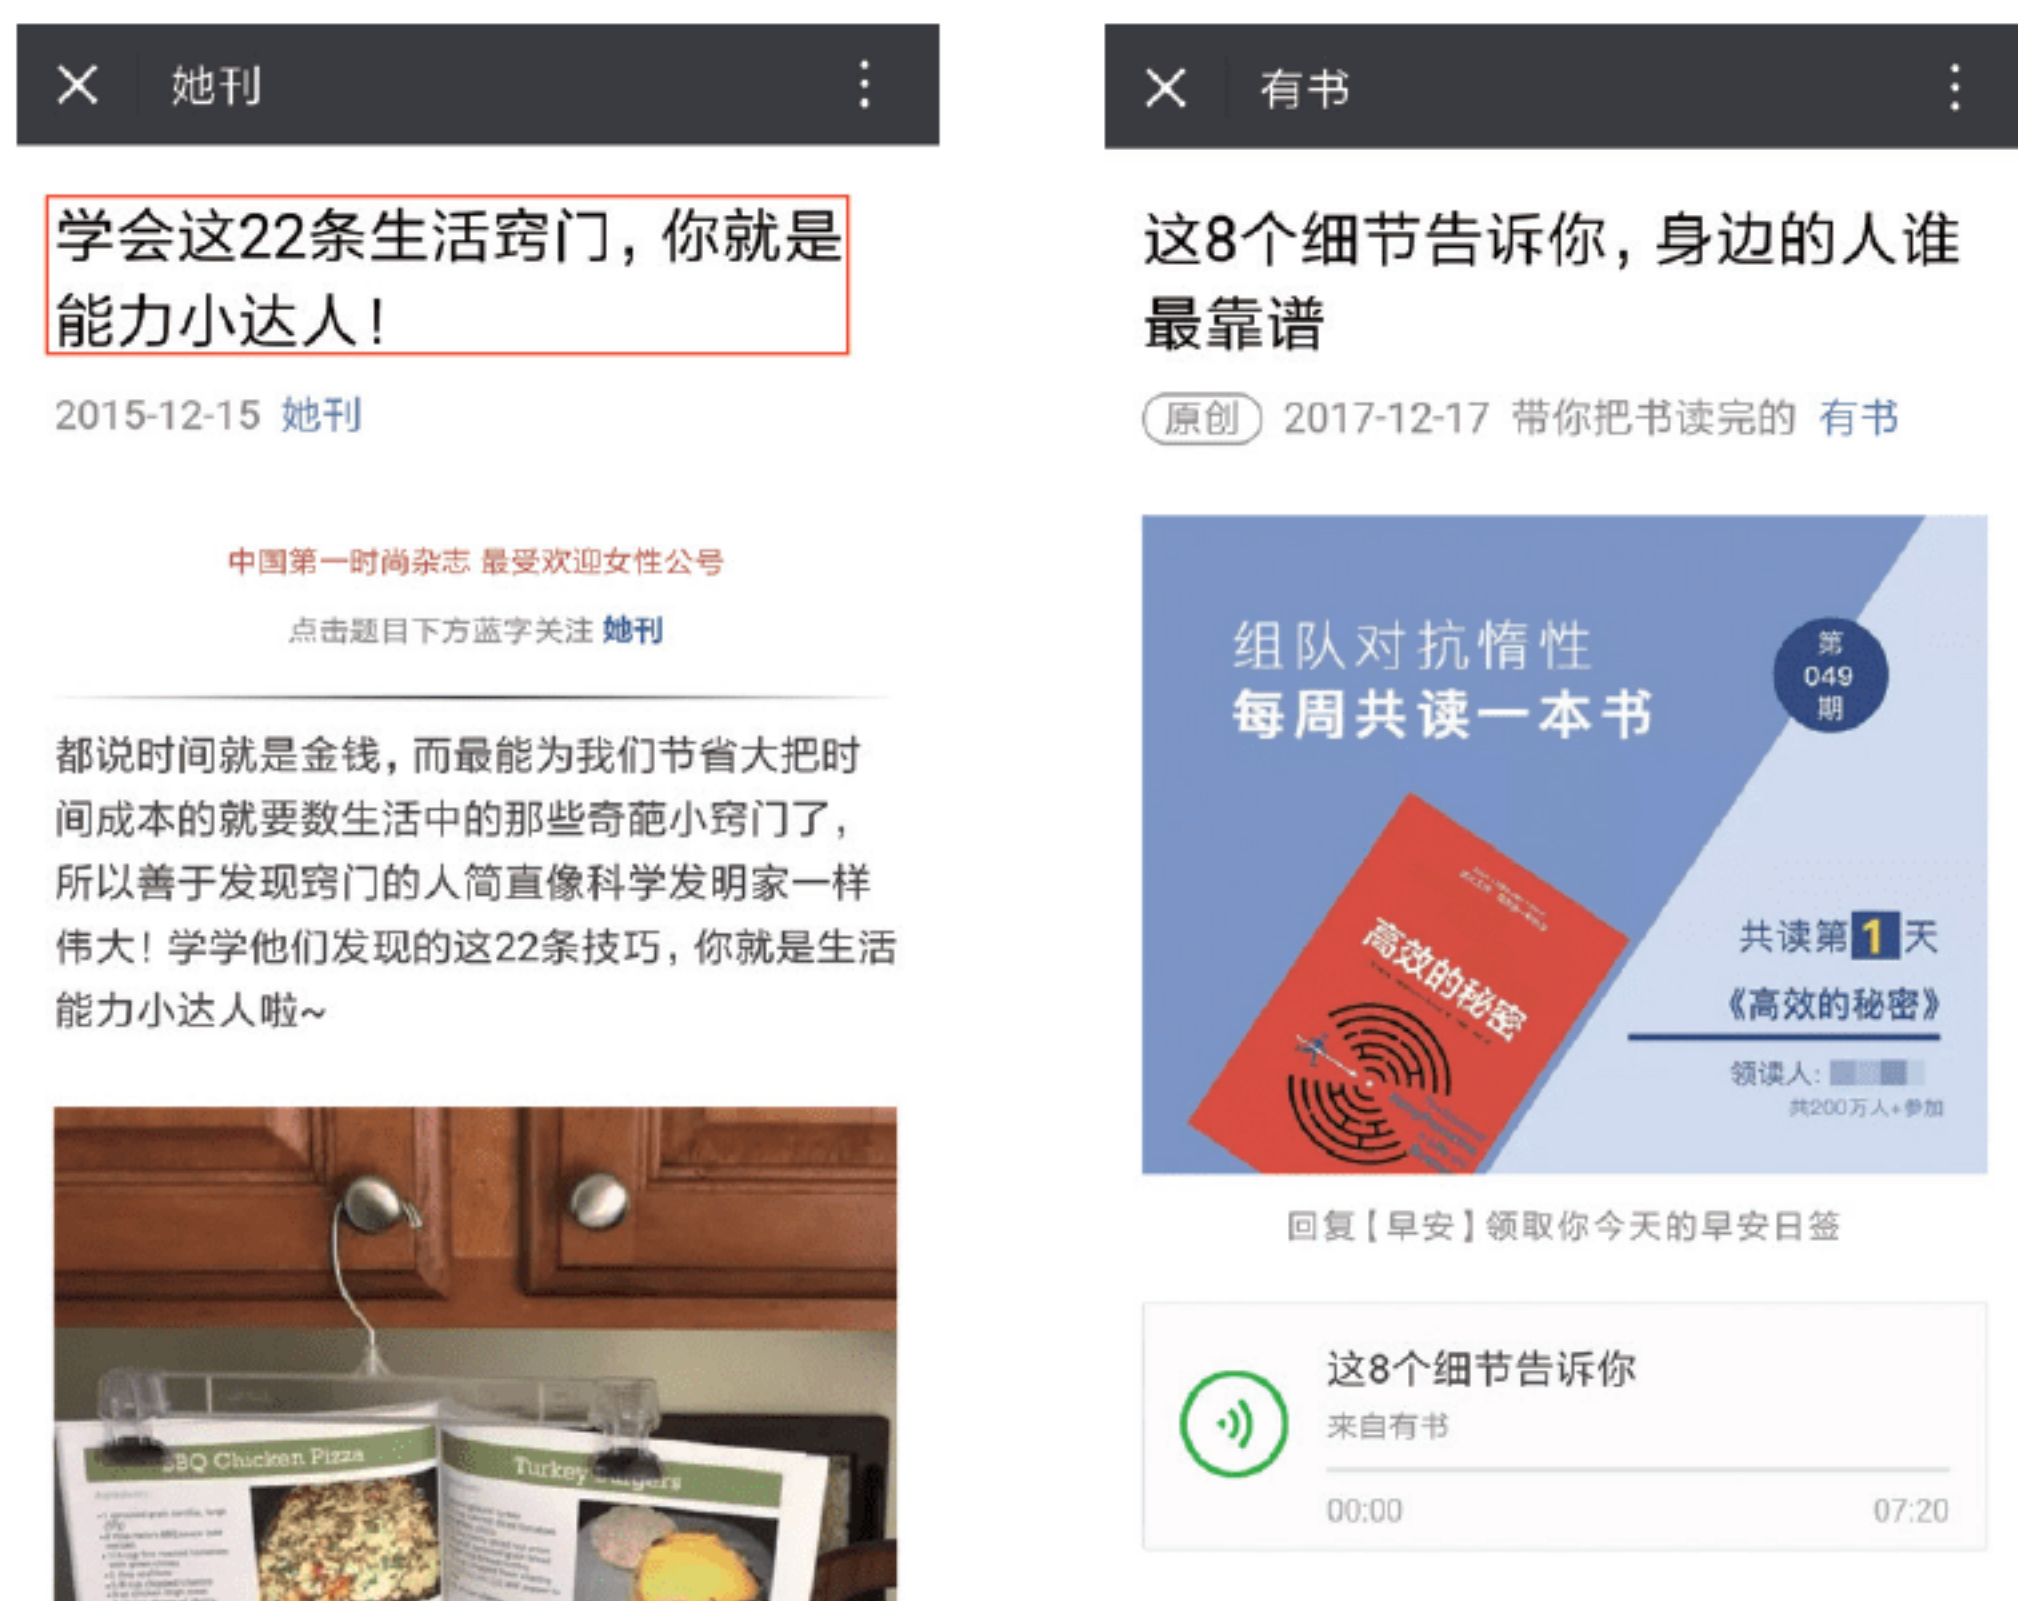 她刊
学会这22条生活窍门，你就是
能力小达人！
2015-12-15 她刊
中国第一时尚杂志 最受欢迎女性公号
点击题目下方蓝字关注 她刊
都说时间就是金钱，而最能为我们节省大把时
间成本的就要数生活中的那些奇葩小窍门了，
所以善于发现窍门的人简直像科学发明家一样
伟大！学学他们发现的这22条技巧，你就是生活
能力小达人啦~
BBQ Chicken Pizza
Turkey
有书
这8个细节告诉你，身边的人谁
最靠谱
原创 2017-12-17 带你把书读完的 有书
组队对抗惰性
每周共读一本书
第
049
期
高效的秘密
共读第1天
《高效的秘密》
领读人:
共200万人+参加
回复【早安】领取你今天的早安日签
这8个细节告诉你
来自有书
00:00 07:20